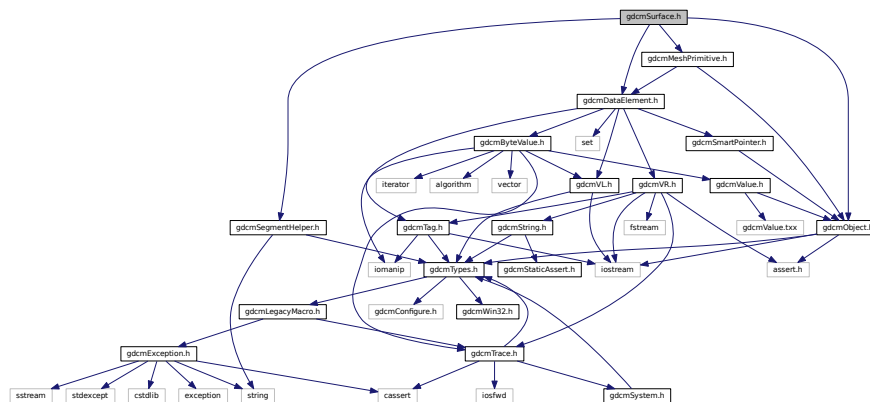 gdcmSurface.h
gdcmMeshPrimitive.h
gdcmDataElement.h
gdcmByteValue.h
set
gdcmSmartPointer.h
iterator
algorithm
vector
gdcmVL.h
gdcmVR.h
gdcmValue.h
gdcmSegmentHelper.h
gdcmTag.h
gdcmString.h
fstream
gdcmValue.txx
gdcmObject.h
iomanip
gdcmTypes.h
gdcmStaticAssert.h
iostream
assert.h
gdcmLegacyMacro.h
gdcmConfigure.h
gdcmWin32.h
gdcmException.h
gdcmTrace.h
sstream
stdexcept
cstdlib
exception
string
cassert
iosfwd
gdcmSystem.h